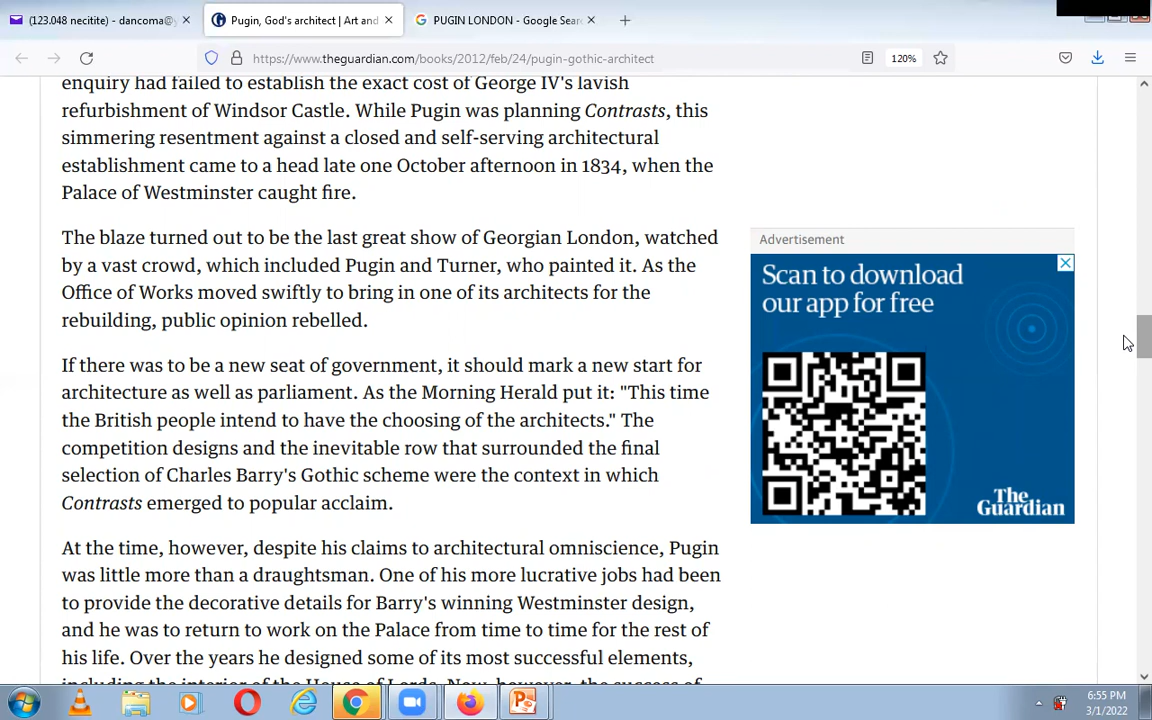 (123.048 necitite) - dancoma@y
Pugin, God's architect | Art and
PUGIN LONDON - Google Sear
https://www.theguardian.com/books/2012/feb/24/pugin-gothic-architect
120%
enquiry had failed to establish the exact cost of George IV's lavish
refurbishment of Windsor Castle. While Pugin was planning Contrasts, this
simmering resentment against a closed and self-serving architectural
establishment came to a head late one October afternoon in 1834, when the
Palace of Westminster caught fire.
The blaze turned out to be the last great show of Georgian London, watched
by a vast crowd, which included Pugin and Turner, who painted it. As the
Office of Works moved swiftly to bring in one of its architects for the
rebuilding, public opinion rebelled.
If there was to be a new seat of government, it should mark a new start for
architecture as well as parliament. As the Morning Herald put it: "This time
the British people intend to have the choosing of the architects." The
competition designs and the inevitable row that surrounded the final
selection of Charles Barry's Gothic scheme were the context in which
Contrasts emerged to popular acclaim.
At the time, however, despite his claims to architectural omniscience, Pugin
was little more than a draughtsman. One of his more lucrative jobs had been
to provide the decorative details for Barry's winning Westminster design,
and he was to return to work on the Palace from time to time for the rest of
his life. Over the years he designed some of its most successful elements,
including the interior of the House of Lords. Now, however, the success of
Advertisement
Scan to download
our app for free
The
Guardian
6:55 PM
3/1/2022